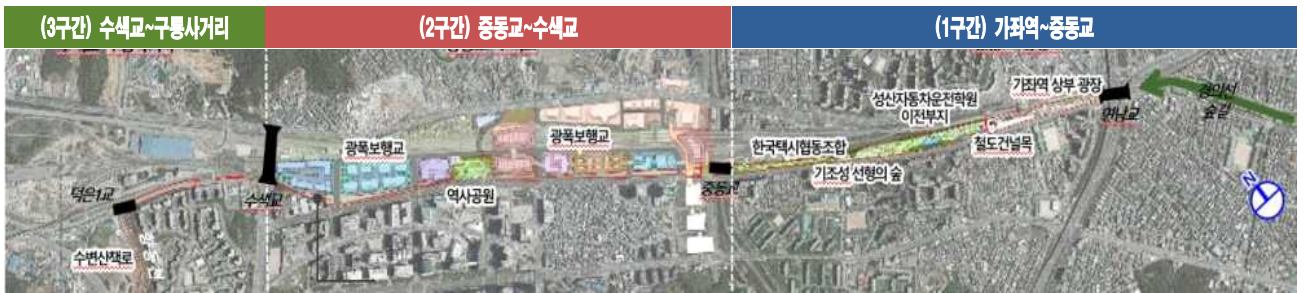 (3구간) 수색교~구룡사거리
(2구간) 중동교~수색교
(1구간) 가좌역~중동교
덕은1교
수변산책로
수색교
광폭보행교
역사공원
광폭보행교
중동교
한국택시협동조합
기조성 선형의 숲
성산자동차운전학원
이전부지
기좌역 상부 광장
철도건널목
사남교
경의선
숲길
N